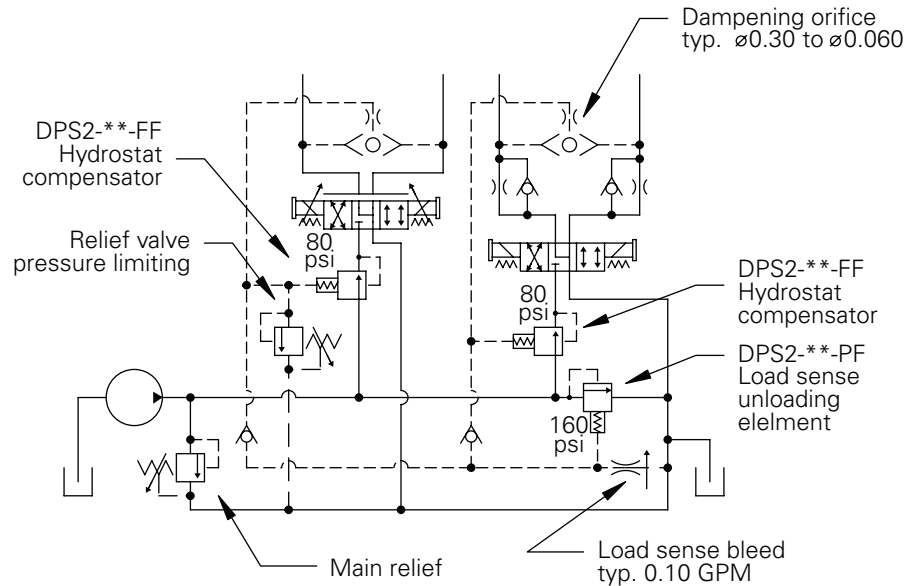 Dampening orifice
typ. ø0.30 to ø0.060
DPS2-**-FF
Hydrostat
compensator
Relief valve
pressure limiting
80
psi
80
psi
DPS2-**-FF
Hydrostat
compensator
DPS2-**-PF
Load sense
unloading
elelment
160
psi
Main relief
Load sense bleed
typ. 0.10 GPM